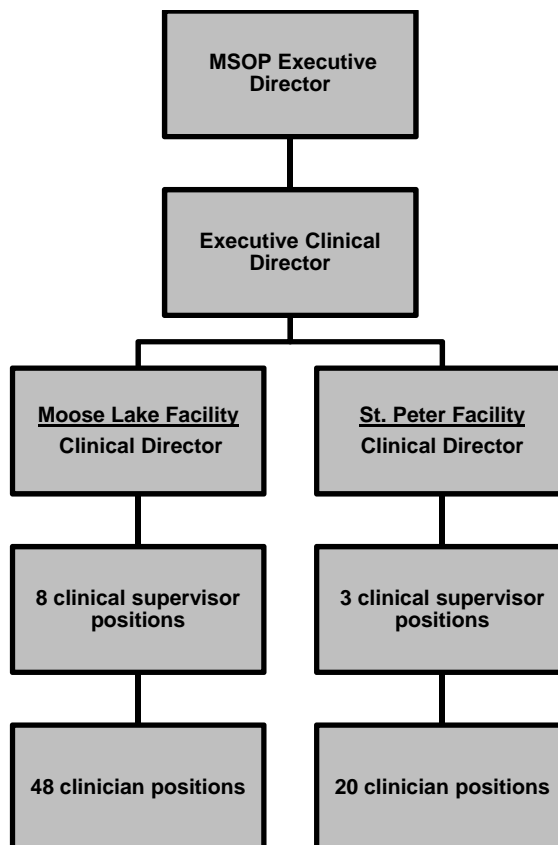 MSOP Executive
Director
Executive Clinical
Director
Moose Lake Facility
Clinical Director
St. Peter Facility
Clinical Director
8 clinical supervisor
positions
3 clinical supervisor
positions
48 clinician positions
20 clinician positions